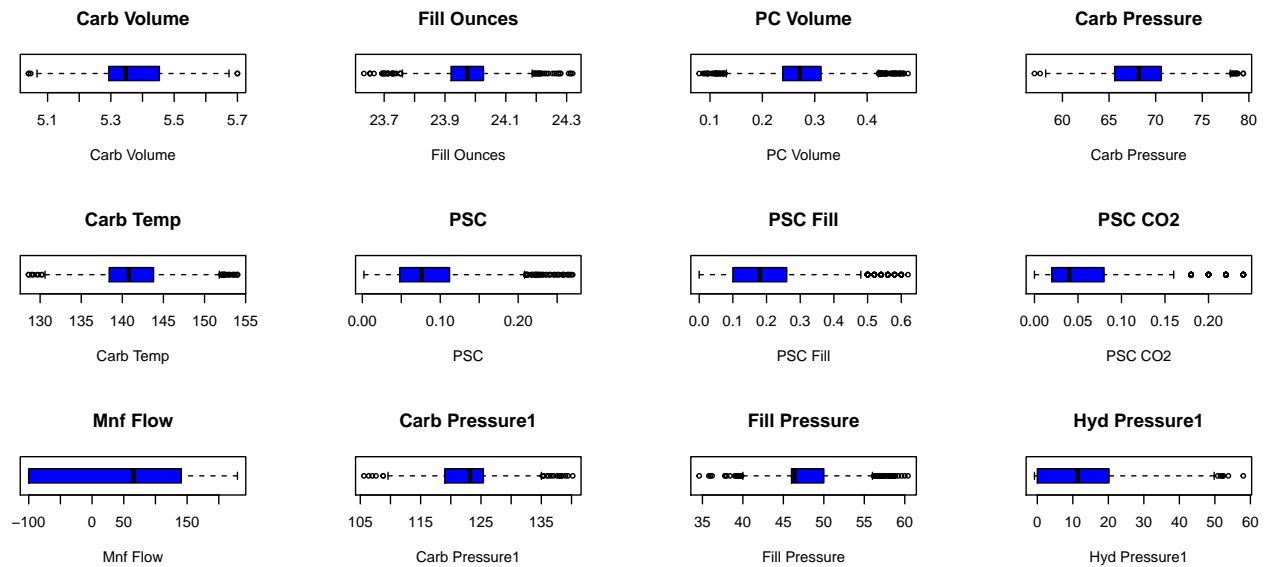 Carb Volume
Fill Ounces
PC Volume
Carb Pressure
5.1 5.3 5.5 5.7
23.7 23.9 24.1 24.3
0.1 0.2 0.3 0.4
60 65 70 75 80
Carb Volume
Fill Ounces
PC Volume
Carb Pressure
Carb Temp
PSC
PSC Fill
PSC CO2
130 135 140 145 150 155
0.00 0.10 0.20
0.0 0.1 0.2 0.3 0.4 0.5 0.6
0.00 0.05 0.10 0.15 0.20
Carb Temp
PSC
PSC Fill
PSC CO2
Mnf Flow
Carb Pressure1
Fill Pressure
Hyd Pressure1
−100 0 50 150
105 115 125 135
35 40 45 50 55 60
0 10 20 30 40 50 60
Mnf Flow
Carb Pressure1
Fill Pressure
Hyd Pressure1